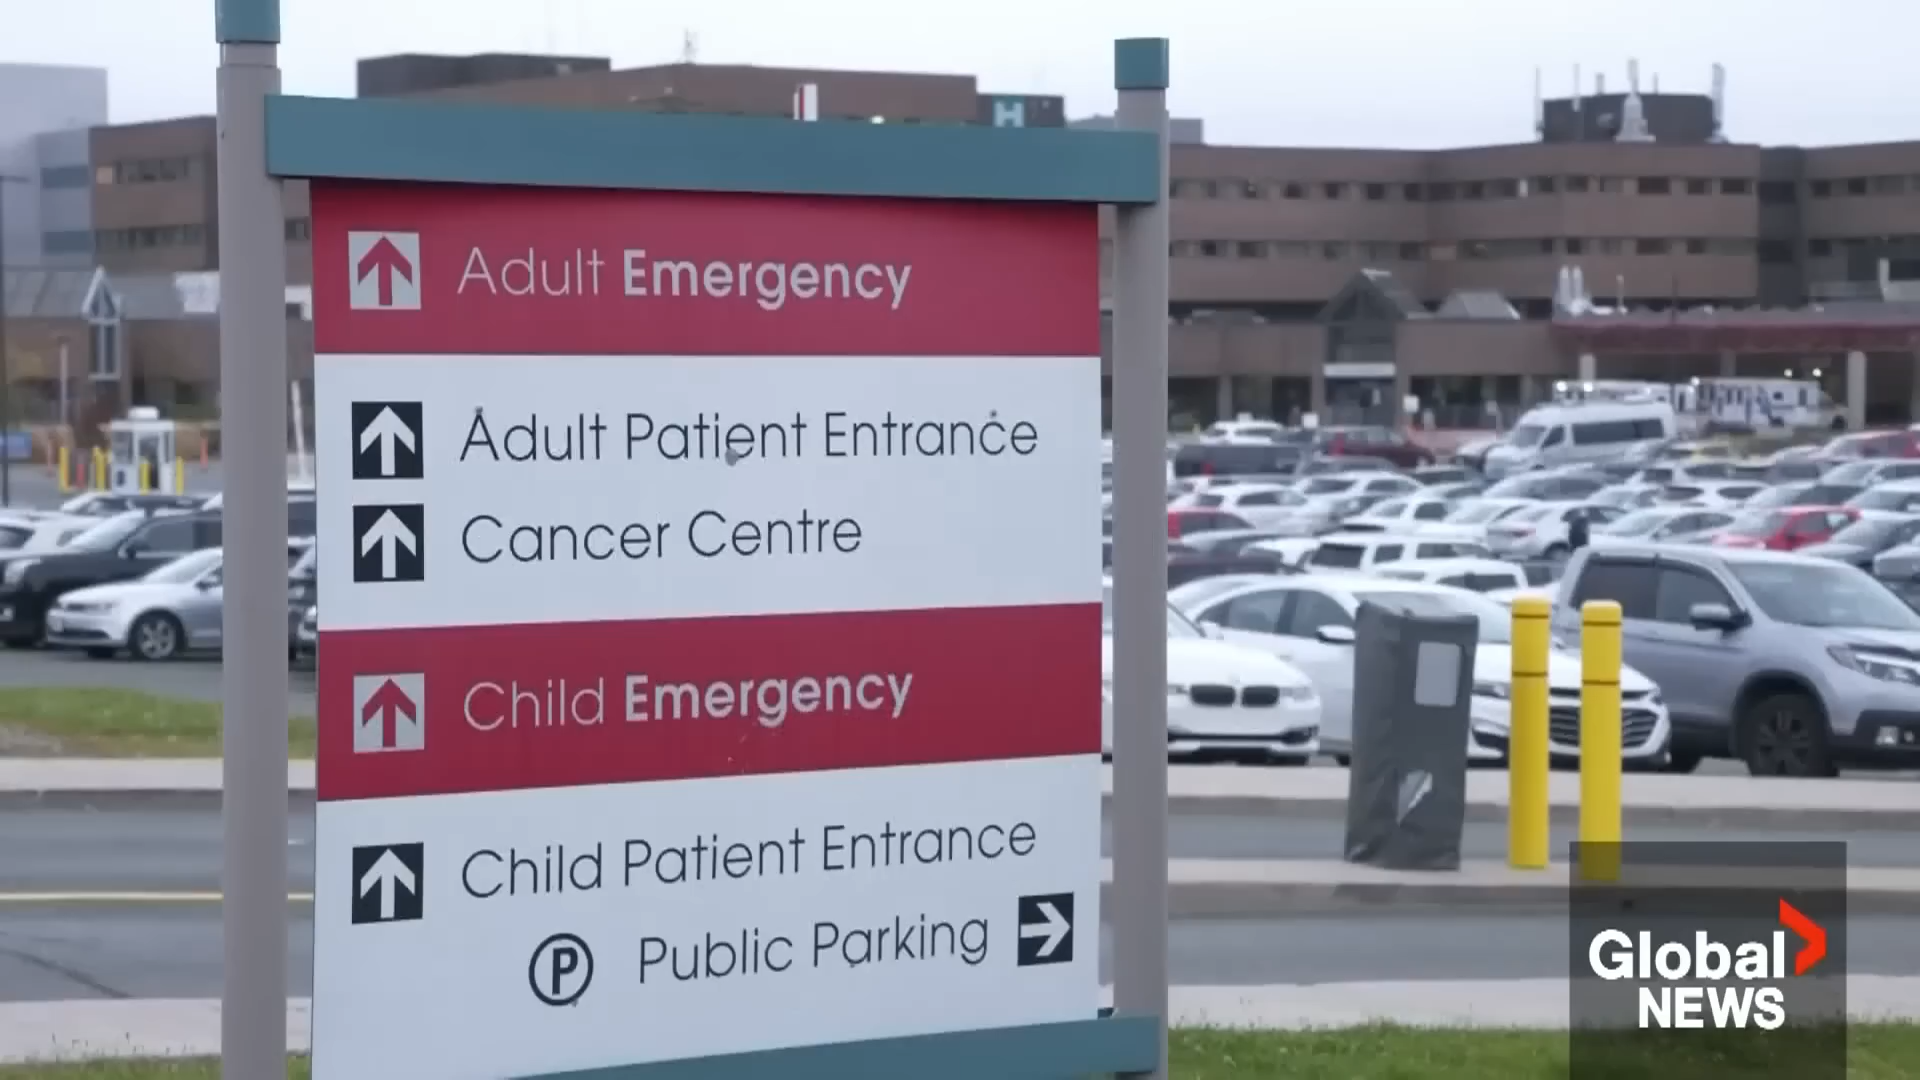 H
Adult Emergency
Adult Patient Entrance
Cancer Centre
Child Emergency
Child Patient Entrance
P Public Parking
Global
NEWS